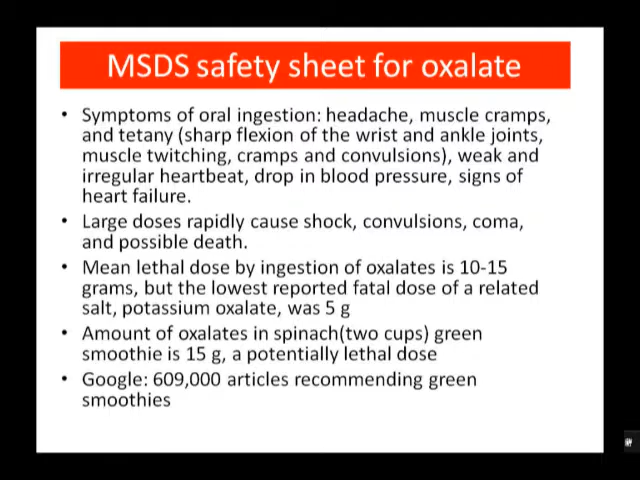 MSDS safety sheet for oxalate
• Symptoms of oral ingestion: headache, muscle cramps,
and tetany (sharp flexion of the wrist and ankle joints,
muscle twitching, cramps and convulsions), weak and
irregular heartbeat, drop in blood pressure, signs of
heart failure.
• Large doses rapidly cause shock, convulsions, coma,
and possible death.
• Mean lethal dose by ingestion of oxalates is 10-15
grams, but the lowest reported fatal dose of a related
salt, potassium oxalate, was 5 g
• Amount of oxalates in spinach(two cups) green
smoothie is 15 g, a potentially lethal dose
• Google: 609,000 articles recommending green
smoothies